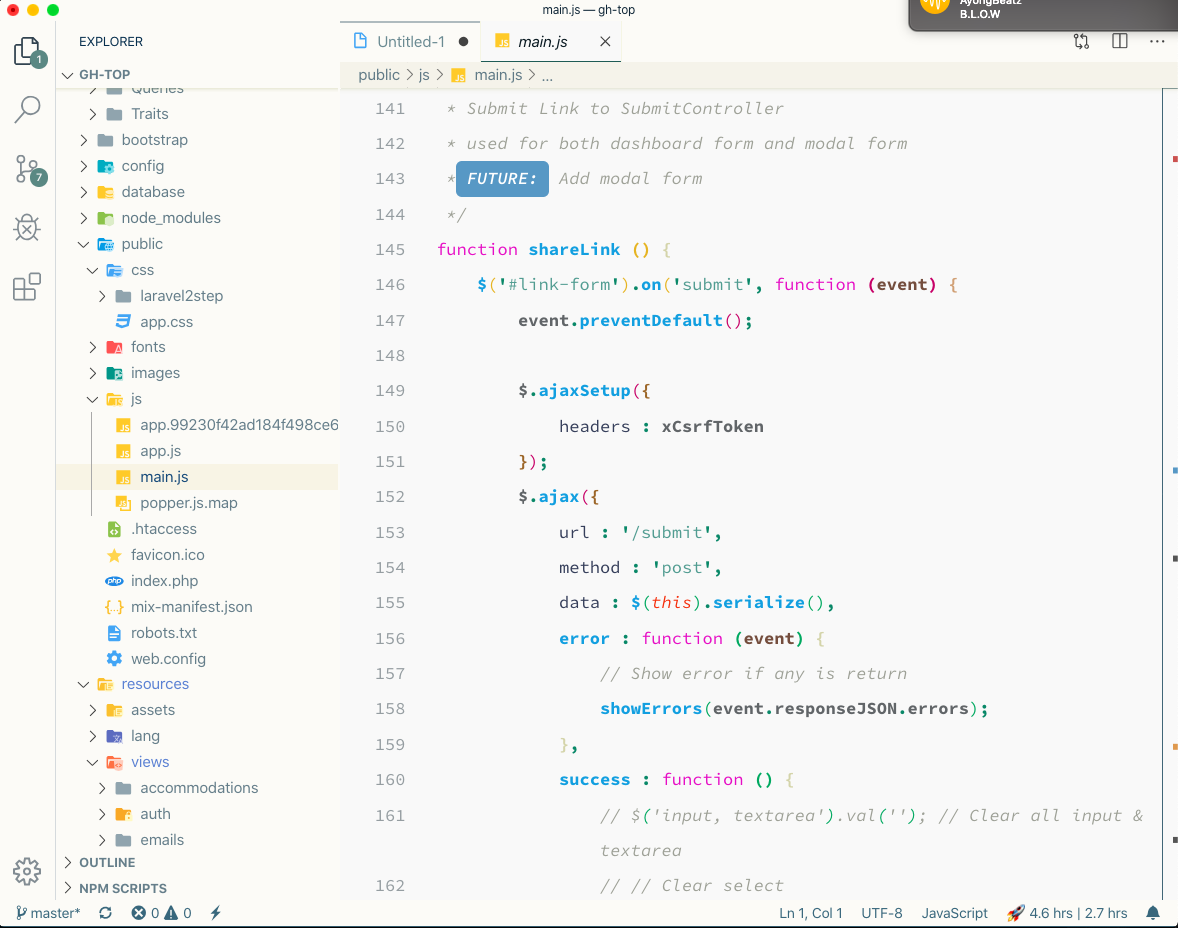 main.js — gh-top
AyongBeatz
B.L.O.W
EXPLORER
Untitled-1
JS main.js
GH-TOP
public > js > JS main.js > ...
1
7
Queries
Traits
bootstrap
config
database
node_modules
public
css
laravel2step
app.css
fonts
images
js
JS app.99230f42ad184f498ce6
JS app.js
JS main.js
JS popper.js.map
.htaccess
favicon.ico
php index.php
{..} mix-manifest.json
robots.txt
web.config
resources
assets
lang
views
accommodations
auth
emails
OUTLINE
NPM SCRIPTS
141 * Submit Link to SubmitController
142 * used for both dashboard form and modal form
143 * FUTURE: Add modal form
144 */
145 function shareLink () {
146 $('#link-form').on('submit', function (event) {
147 event.preventDefault();
148
149 $.ajaxSetup({
150 headers : xCsrfToken
151 });
152 $.ajax({
153 url : '/submit',
154 method : 'post',
155 data : $(this).serialize(),
156 error : function (event) {
157 // Show error if any is return
158 showErrors(event.responseJSON.errors);
159 },
160 success : function () {
161 // $('input, textarea').val(''); // Clear all input &
textarea
162 // // Clear select
master* 0 0 Ln 1, Col 1 UTF-8 JavaScript 🚀 4.6 hrs | 2.7 hrs